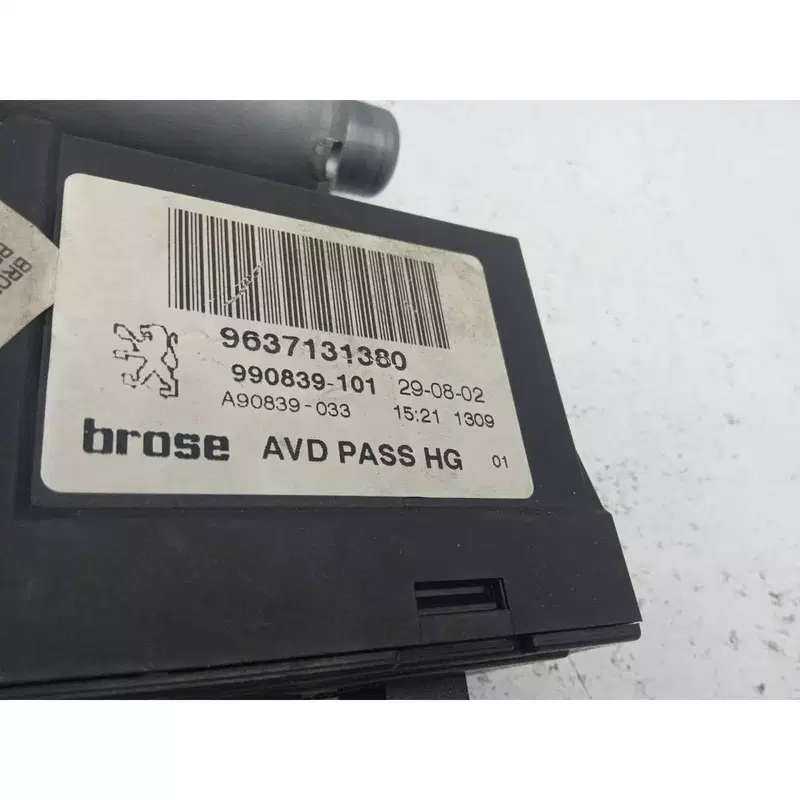 9637131380
990839-101 29-08-02
A90839-033 15:21 1309
brose AVD PASS HG 01